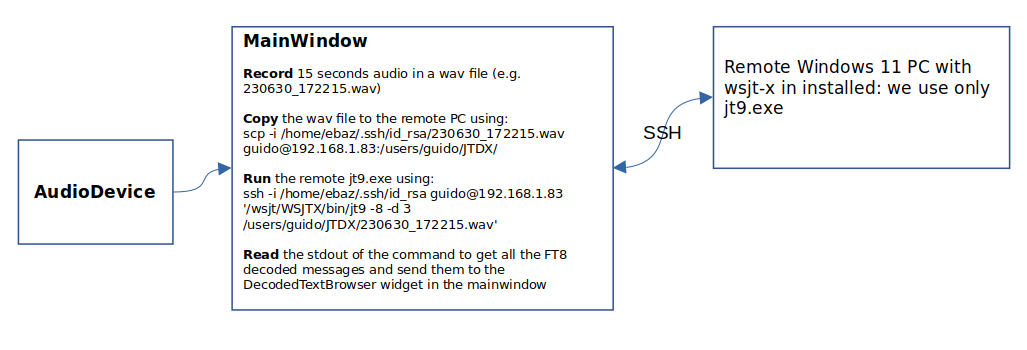 AudioDevice
MainWindow
Record 15 seconds audio in a wav file (e.g.
230630_172215.wav)
Copy the wav file to the remote PC using:
scp -i /home/ebaz/.ssh/id_rsa/230630_172215.wav
guido@192.168.1.83:/users/guido/JTDX/
Run the remote jt9.exe using:
ssh -i /home/ebaz/.ssh/id_rsa guido@192.168.1.83
'/wsjt/WSJTX/bin/jt9 -8 -d 3
/users/guido/JTDX/230630_172215.wav'
Read the stdout of the command to get all the FT8
decoded messages and send them to the
DecodedTextBrowser widget in the mainwindow
SSH
Remote Windows 11 PC with
wsjt-x in installed: we use only
jt9.exe